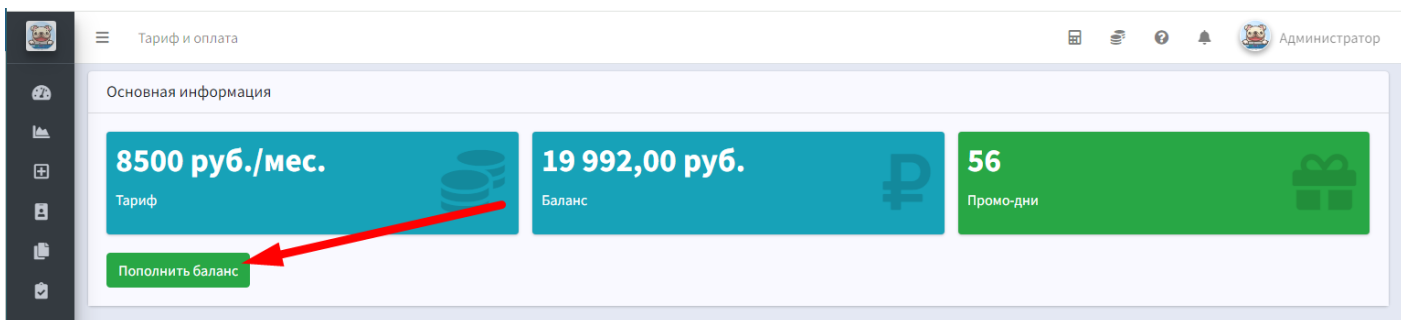 Тариф и оплата
Администратор
Основная информация
8500 руб./мес.
Тариф
19 992,00 руб.
Баланс
56
Промо-дни
Пополнить баланс